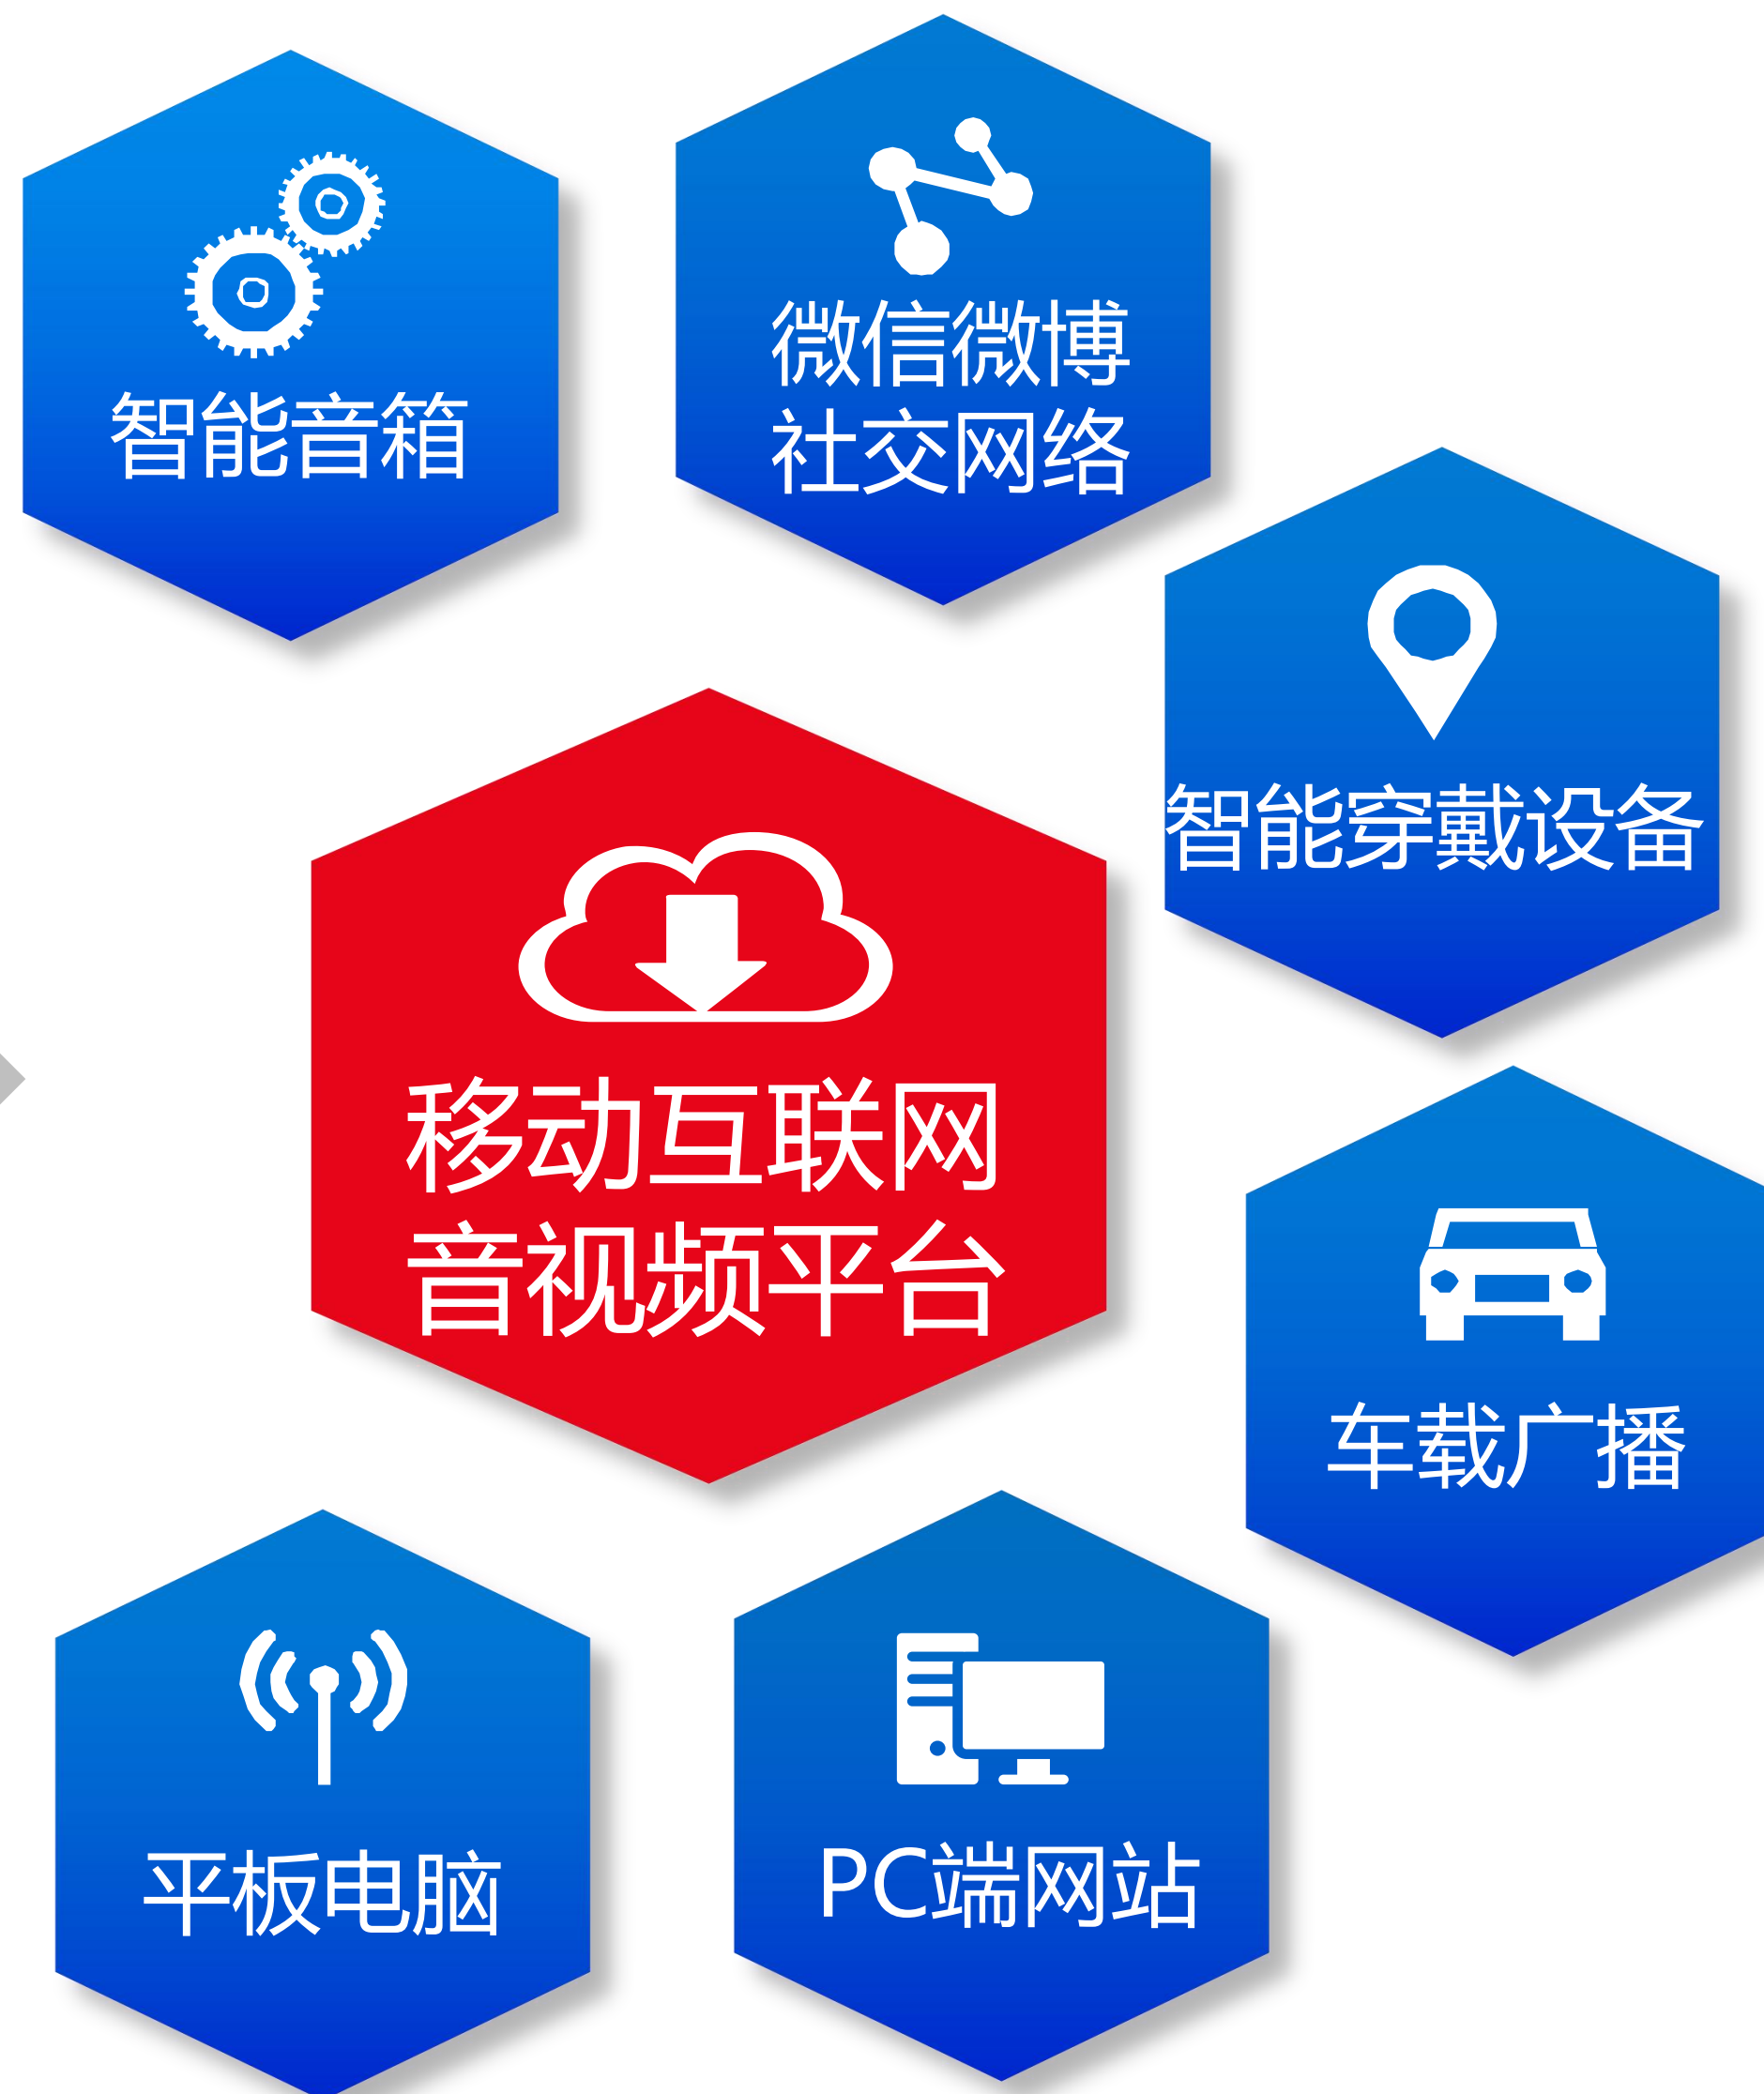 智能音箱
微信微博
社交网络
智能穿戴设备
移动互联网
音视频平台
车载广播
平板电脑
PC端网站